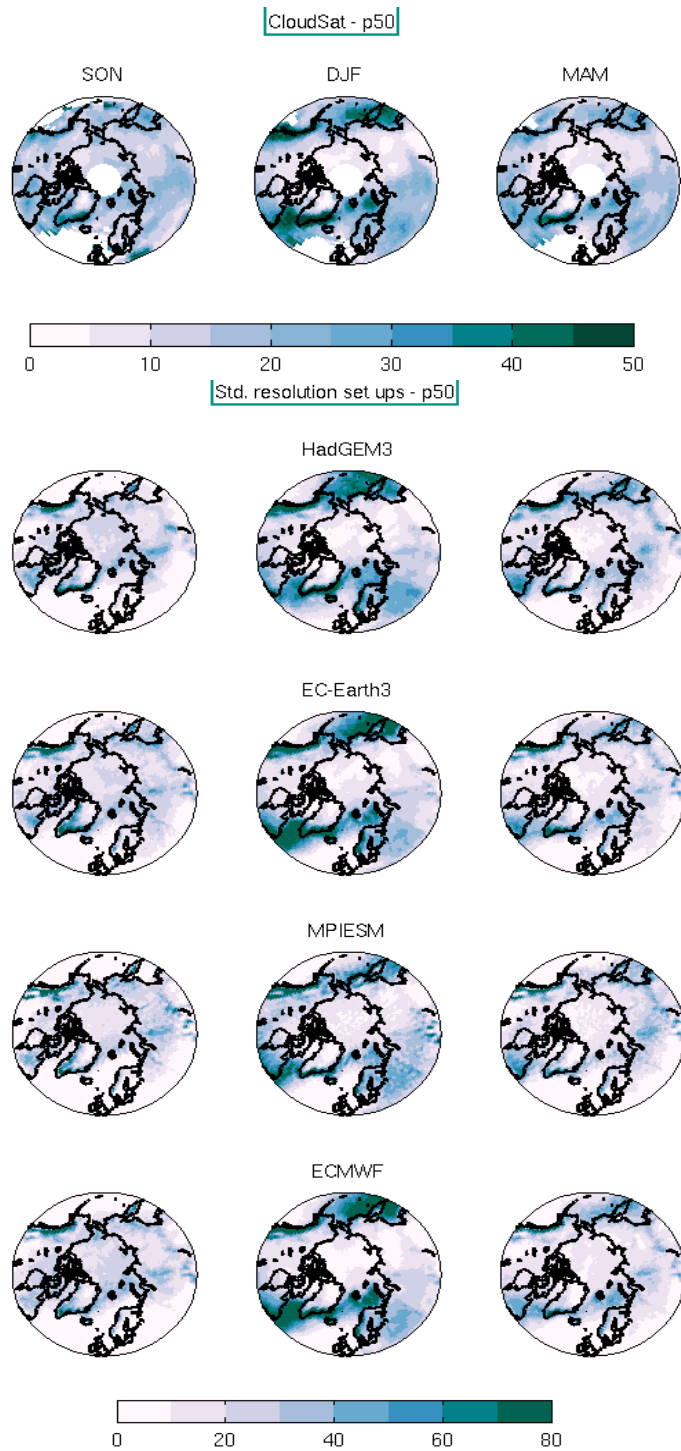 CloudSat - p50
SON DJF MAM
0 10 20 30 40 50
Std. resolution set ups - p50
HadGEM3
EC-Earth3
MPIESM
ECMWF
0 20 40 60 80